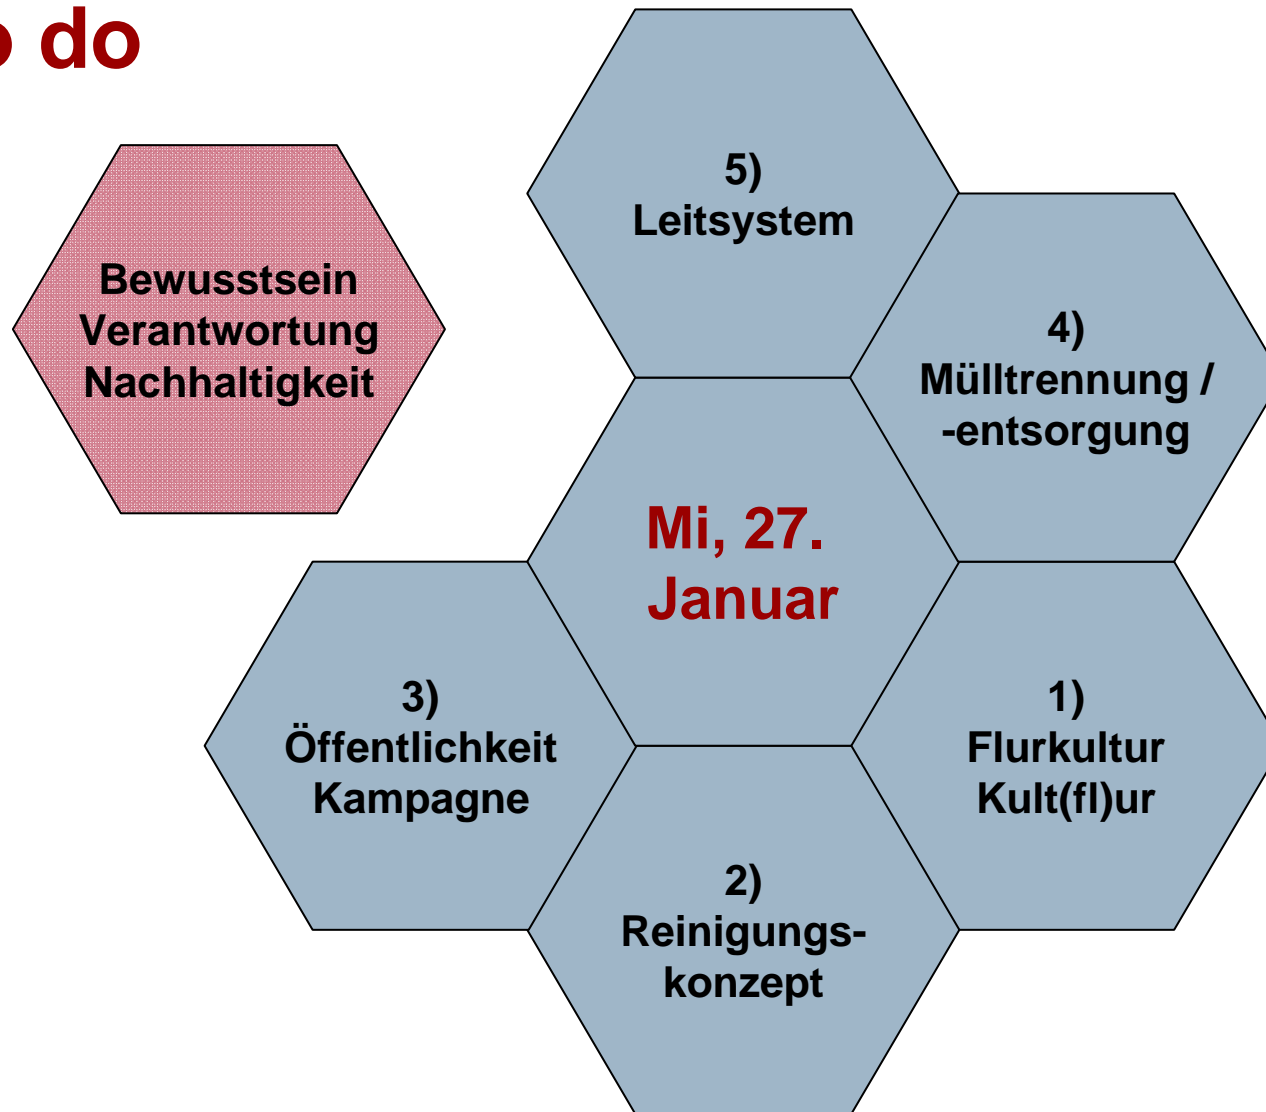 o do
Bewusstsein
Verantwortung
Nachhaltigkeit
5)
Leitsystem
4)
Mülltrennung /
-entsorgung
Mi, 27.
Januar
3)
Öffentlichkeit
Kampagne
1)
Flurkultur
Kult(fl)ur
2)
Reinigungs-
konzept